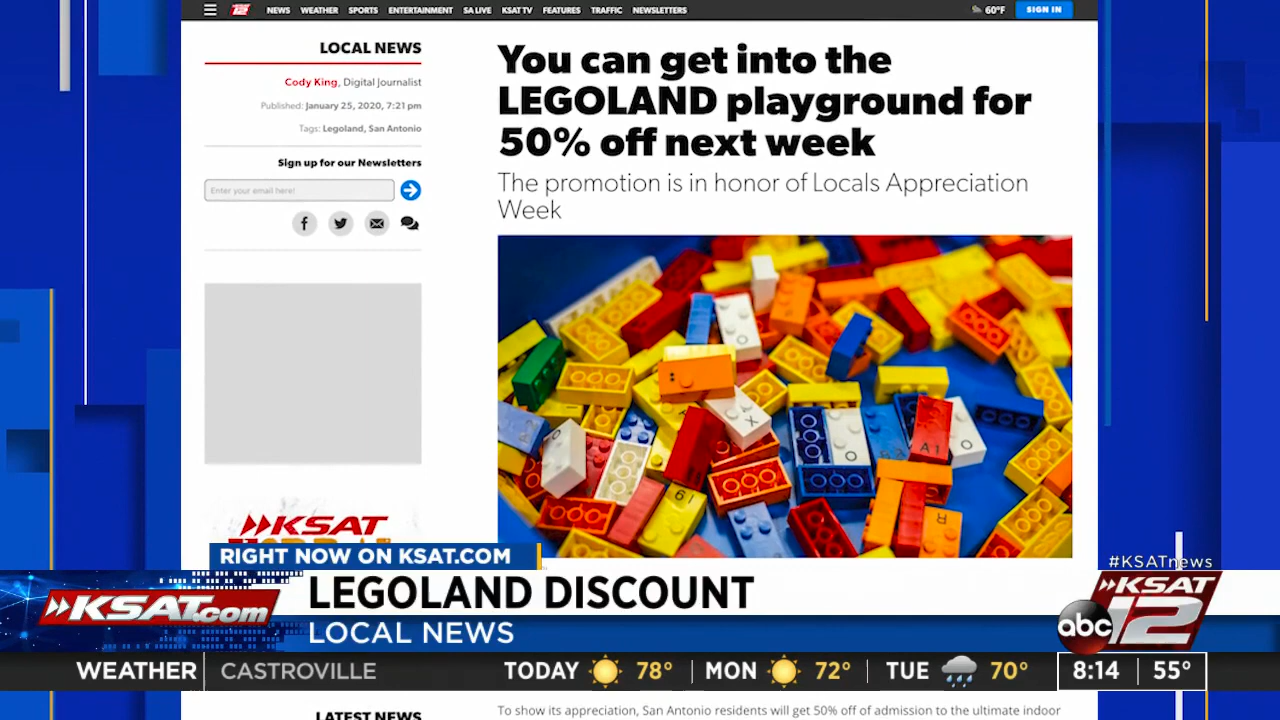 NEWS WEATHER SPORTS ENTERTAINMENT SA LIVE KSAT TV FEATURES TRAFFIC NEWSLETTERS 60°F SIGN IN
LOCAL NEWS
Cody King, Digital Journalist
Published: January 25, 2020, 7:21 pm
Tags: Legoland, San Antonio
Sign up for our Newsletters
Enter your email here!
You can get into the
LEGOLAND playground for
50% off next week
The promotion is in honor of Locals Appreciation
Week
X
O
A1
O
6!
R
KSAT
RIGHT NOW ON KSAT.COM
#KSATnews
KSAT.com
LEGOLAND DISCOUNT
LOCAL NEWS
KSAT
abc 12
WEATHER CASTROVILLE TODAY 78° MON 72° TUE 70° 8:14 55°
LATEST NEWS
To show its appreciation, San Antonio residents will get 50% off of admission to the ultimate indoor